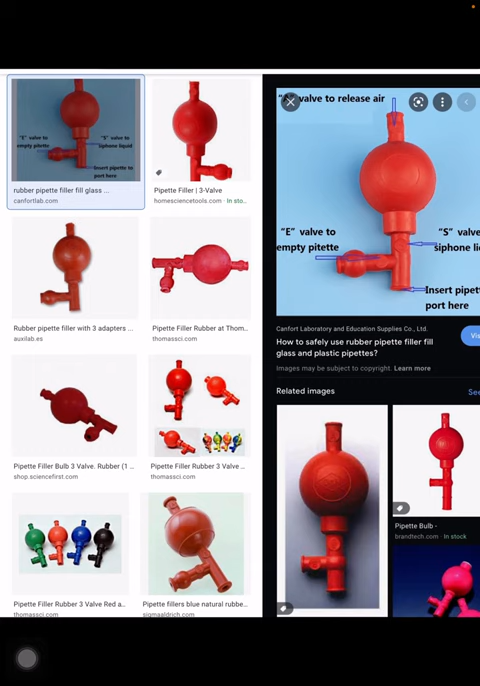 "E" valve to
empty pitette
"S" valve to
siphone liquid
Insert pipette to
port here
rubber pipette filler fill glass ...
canfortlab.com
Pipette Filler | 3-Valve
homesciencetools.com · In sto..
Rubber pipette filler with 3 adapters ...
auxilab.es
Pipette Filler Rubber at Thom...
thomassci.com
Pipette Filler Bulb 3 Valve. Rubber (1 ...
shop.sciencefirst.com
Pipette Filler Rubber 3 Valve ...
thomassci.com
Pipette Filler Rubber 3 Valve Red a..
thomassci.com
Pipette fillers blue natural rubbe..
sigmaaldrich.com
valve to release air
"E" valve to
empty pitette
"S" valve
siphone li
Insert pipet
port here
Canfort Laboratory and Education Supplies Co., Ltd.
How to safely use rubber pipette filler fill
glass and plastic pipettes?
Images may be subject to copyright. Learn more
Vis
Related images
See
Pipette Bulb -
brandtech.com · In stock